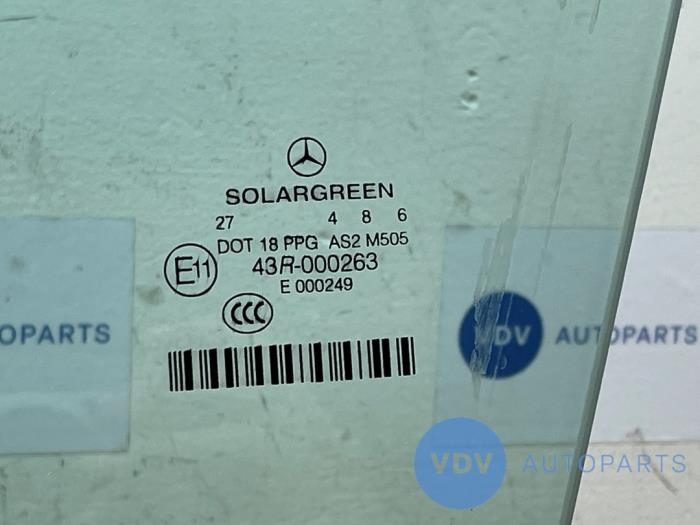 SOLARGREEN
27 4 8 6
DOT 18 PPG AS2 M505
E11 43R-000263
E 000249
CCC
OPARTS
VDV AUTOPARTS
VDV AUTOPARTS